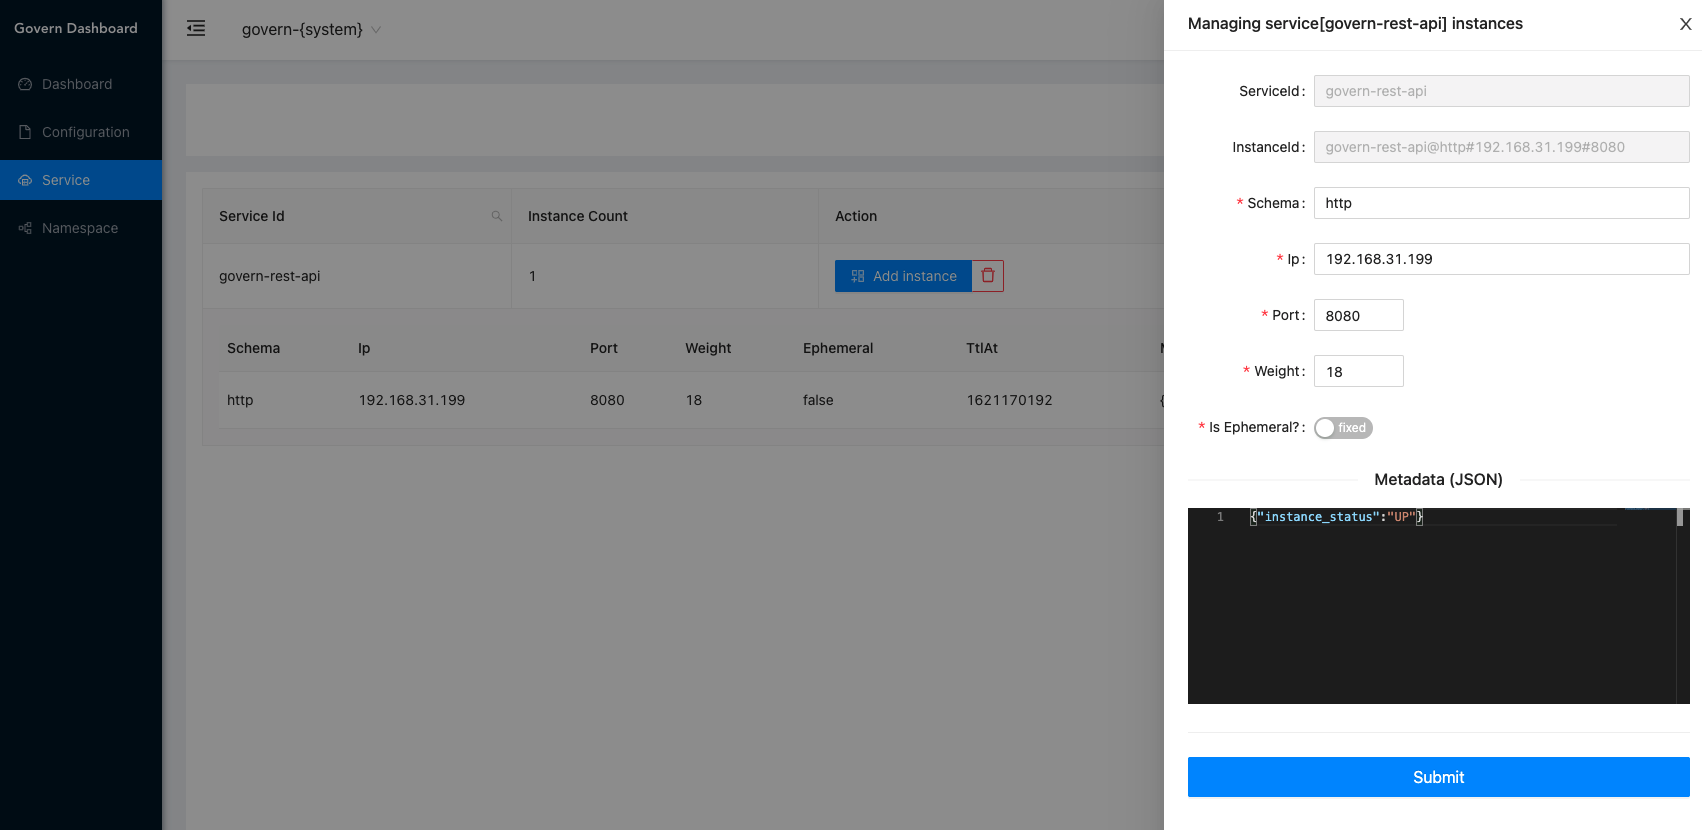 Govern Dashboard
Dashboard
Configuration
Service
Namespace
govern-{system}
Service Id Instance Count Action
govern-rest-api 1 Add instance
Schema Ip Port Weight Ephemeral TtlAt
http 192.168.31.199 8080 18 false 1621170192 {
Managing service[govern-rest-api] instances
ServiceId: govern-rest-api
InstanceId: govern-rest-api@http#192.168.31.199#8080
* Schema: http
* Ip: 192.168.31.199
* Port: 8080
* Weight: 18
* Is Ephemeral?: fixed
Metadata (JSON)
1 {"instance_status":"UP"}
Submit